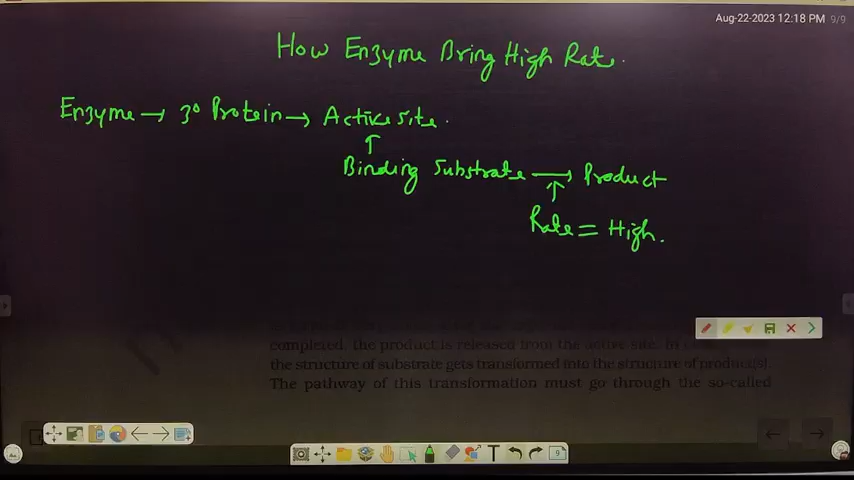 Aug-22-2023 12:18 PM 9/9
How Enzyme Bring High Rate.
Enzyme → 3° Protein → Active Site.
↑
Binding Substrate → Product
↑
Rate = High.
completed, the product is released from the active site.
the structure of substrate gets transformed into the structure of product(s).
The pathway of this transformation must go through the so-called
T
9